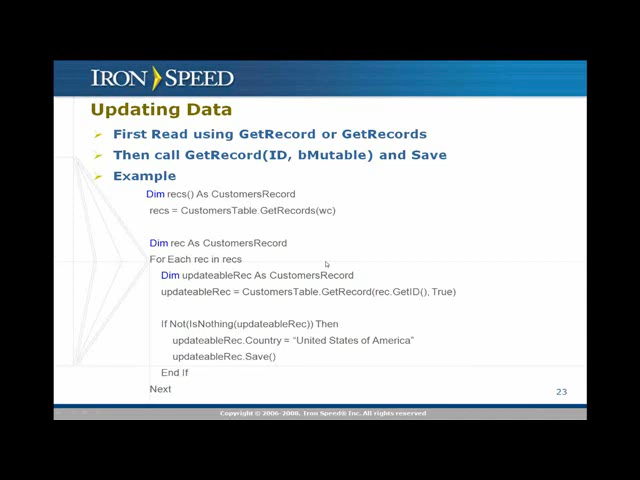 IRON SPEED
Updating Data
First Read using GetRecord or GetRecords
Then call GetRecord(ID, bMutable) and Save
Example
Dim recs() As CustomersRecord
recs = CustomersTable.GetRecords(wc)
Dim rec As CustomersRecord
For Each rec in recs
Dim updateableRec As CustomersRecord
updateableRec = CustomersTable.GetRecord(rec.GetID(), True)
If Not(IsNothing(updateableRec)) Then
updateableRec.Country = “United States of America”
updateableRec.Save()
End If
Next
23
Copyright © 2006-2008. Iron Speed® Inc. All rights reserved